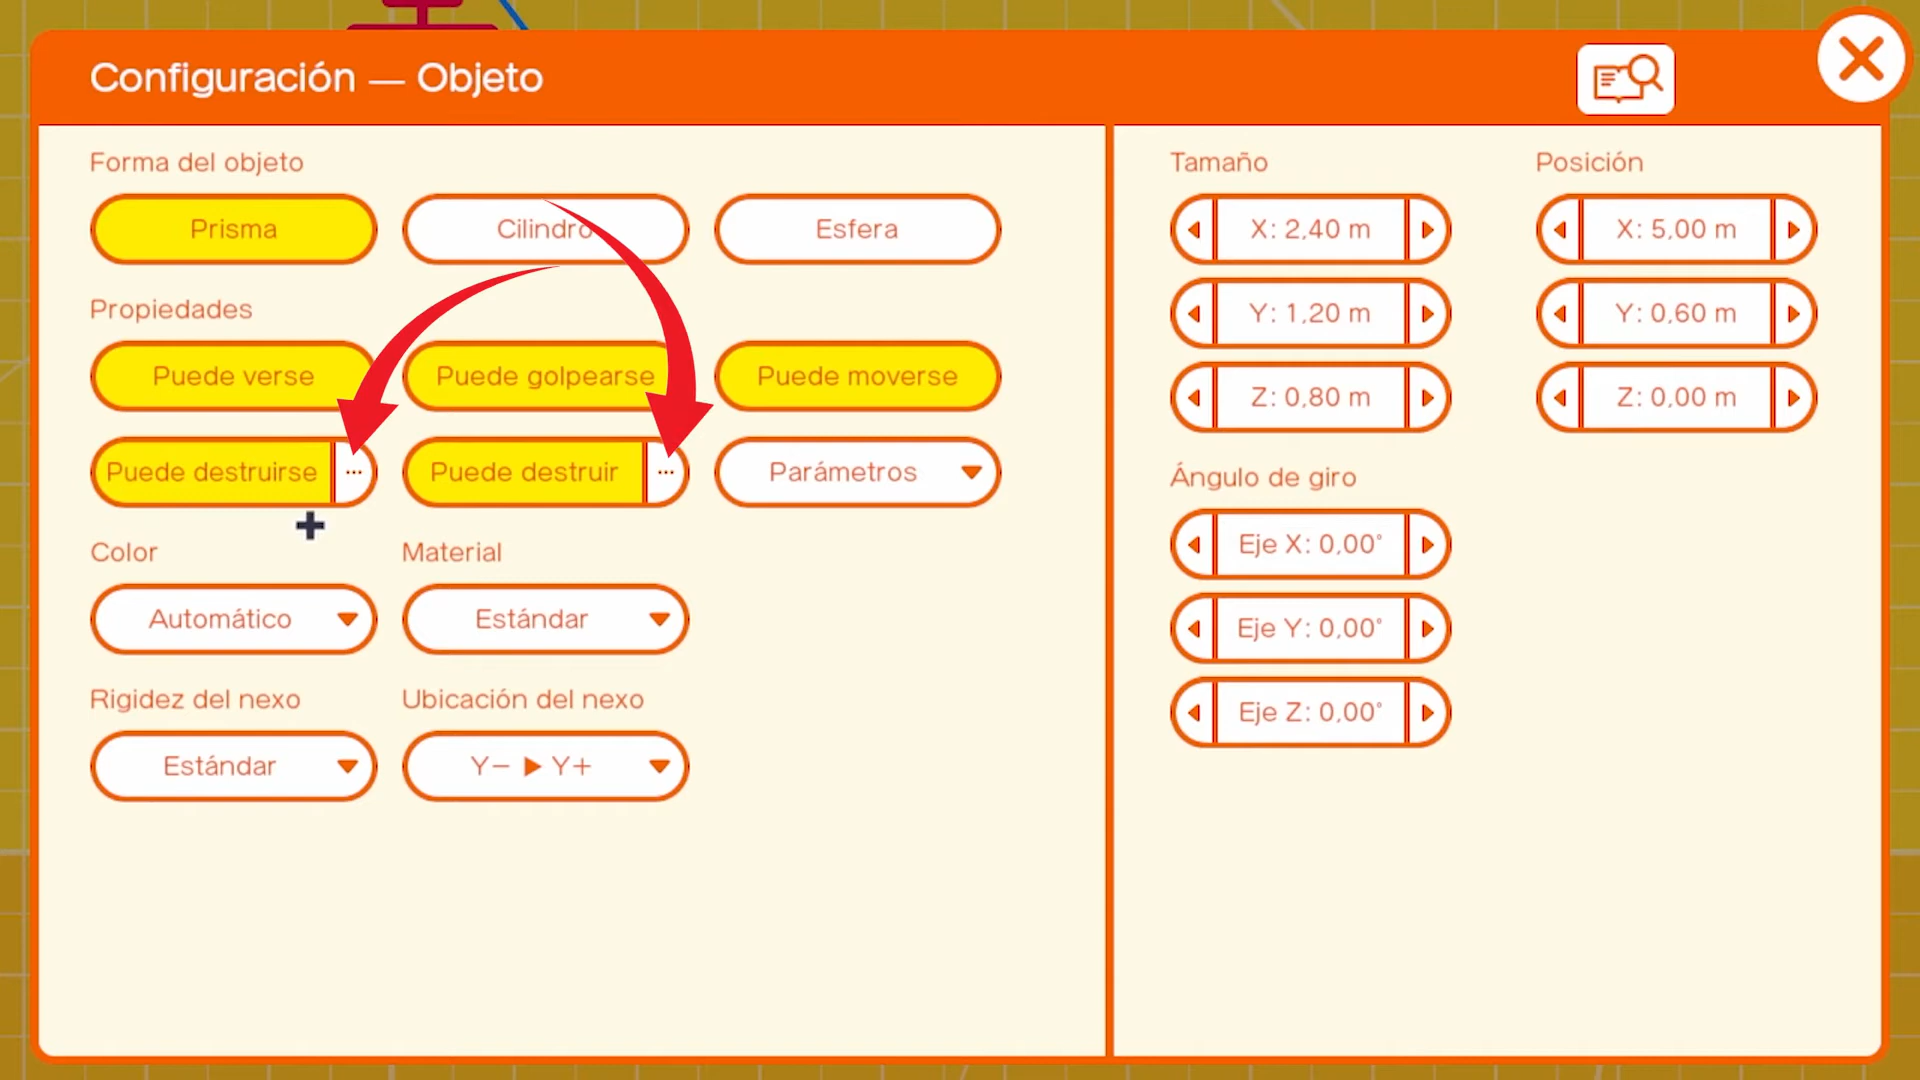 Configuración — Objeto
Forma del objeto
Prisma
Cilindro
Esfera
Propiedades
Puede verse
Puede golpearse
Puede moverse
Puede destruirse ...
Puede destruir ...
Parámetros
Color
Material
Automático
Estándar
Rigidez del nexo
Ubicación del nexo
Estándar
Y− ▶ Y+
Tamaño
X: 2,40 m
Y: 1,20 m
Z: 0,80 m
Posición
X: 5,00 m
Y: 0,60 m
Z: 0,00 m
Ángulo de giro
Eje X: 0,00°
Eje Y: 0,00°
Eje Z: 0,00°